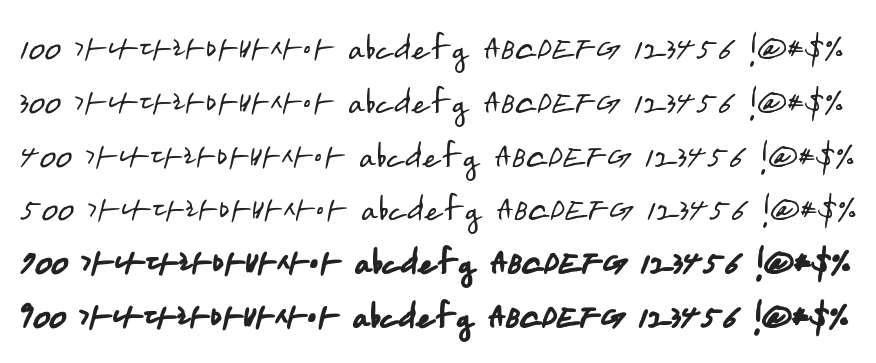 100 가나다라마바사아 abcdefg ABCDEFG 123456 !@#$%
300 가나다라마바사아 abcdefg ABCDEFG 123456 !@#$%
400 가나다라마바사아 abcdefg ABCDEFG 123456 !@#$%
500 가나다라마바사아 abcdefg ABCDEFG 123456 !@#$%
700 가나다라마바사아 abcdefg ABCDEFG 123456 !@#$%
900 가나다라마바사아 abcdefg ABCDEFG 123456 !@#$%